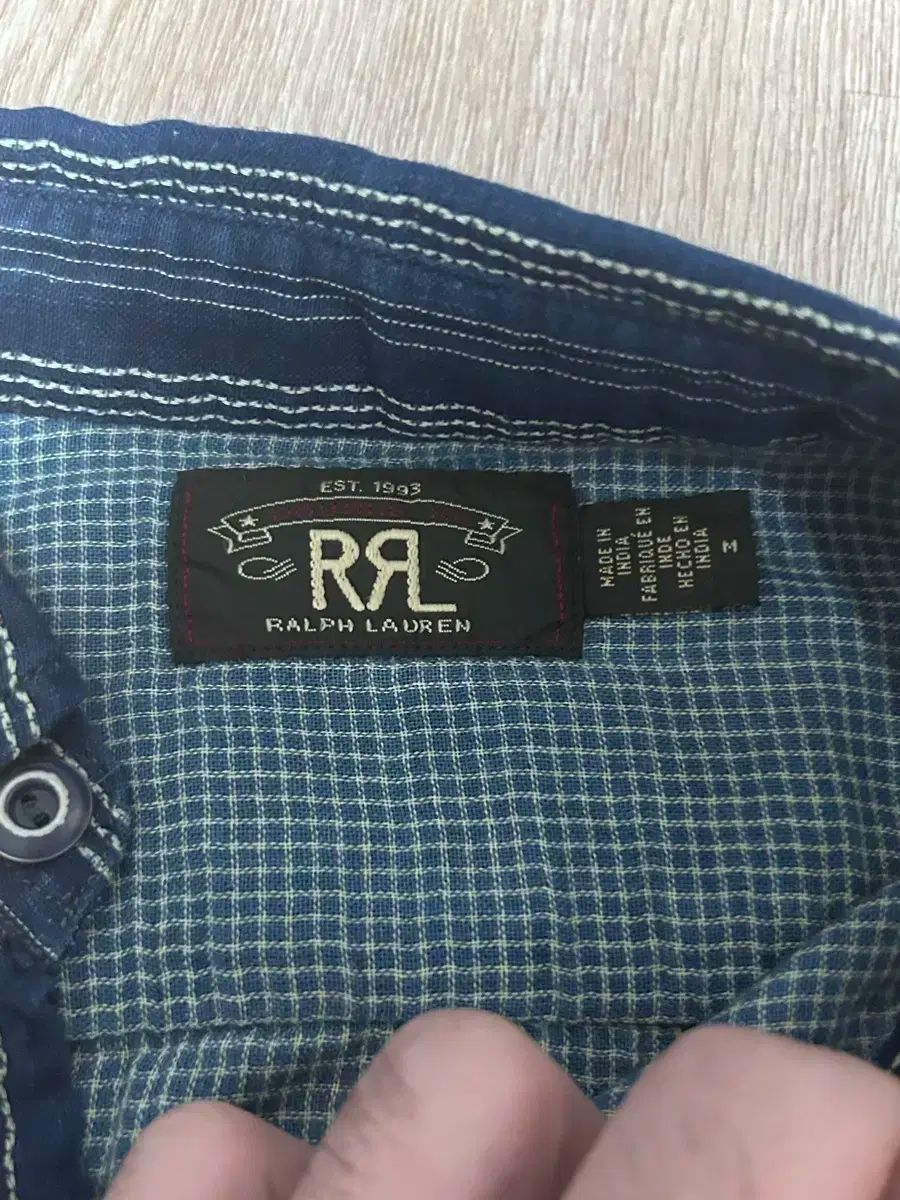 EST. 1993
RRL
RALPH LAUREN
MADE IN
INDIA
FABRIQUÉ EN
INDE
HECHO EN
INDIA
M